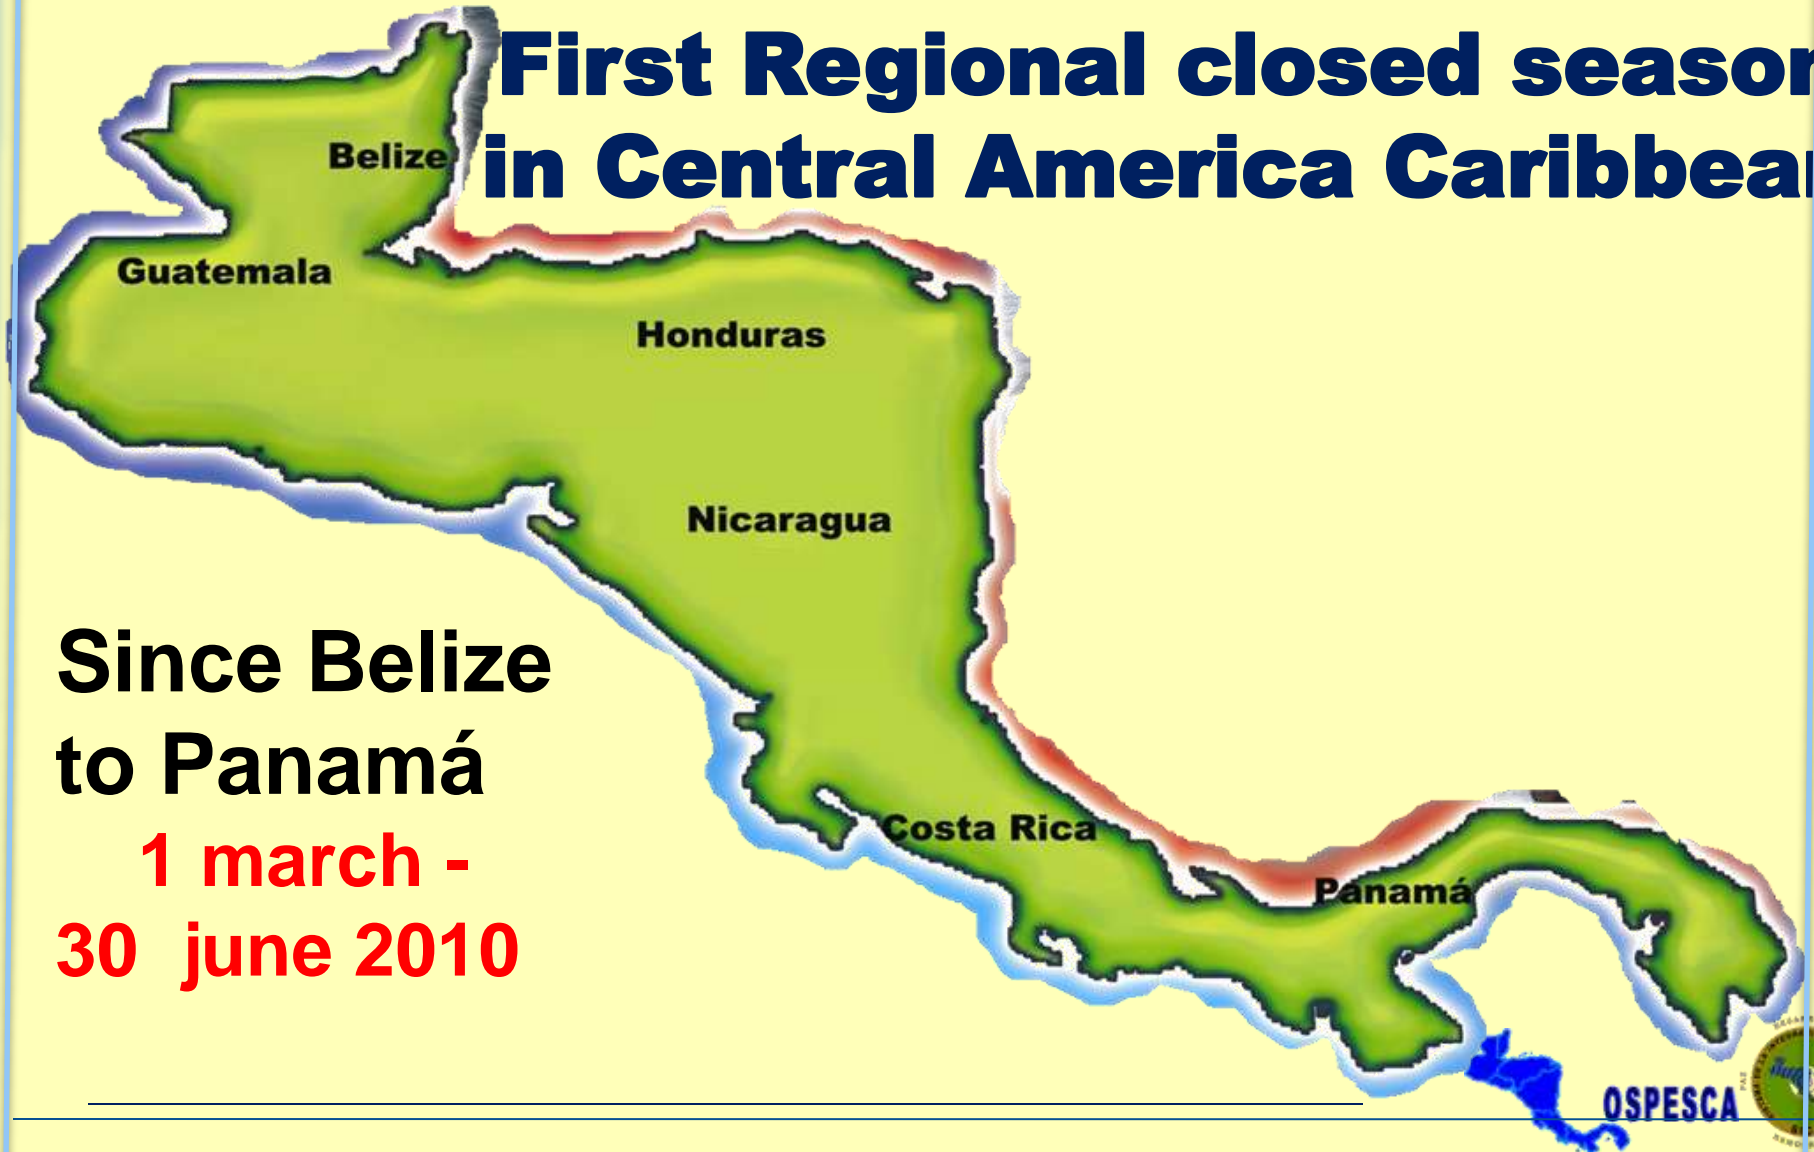 First Regional closed season
in Central America Caribbean
Belize
Guatemala
Honduras
Nicaragua
Since Belize
to Panamá
1 march -
30 june 2010
Costa Rica
Panamá
OSPESCA